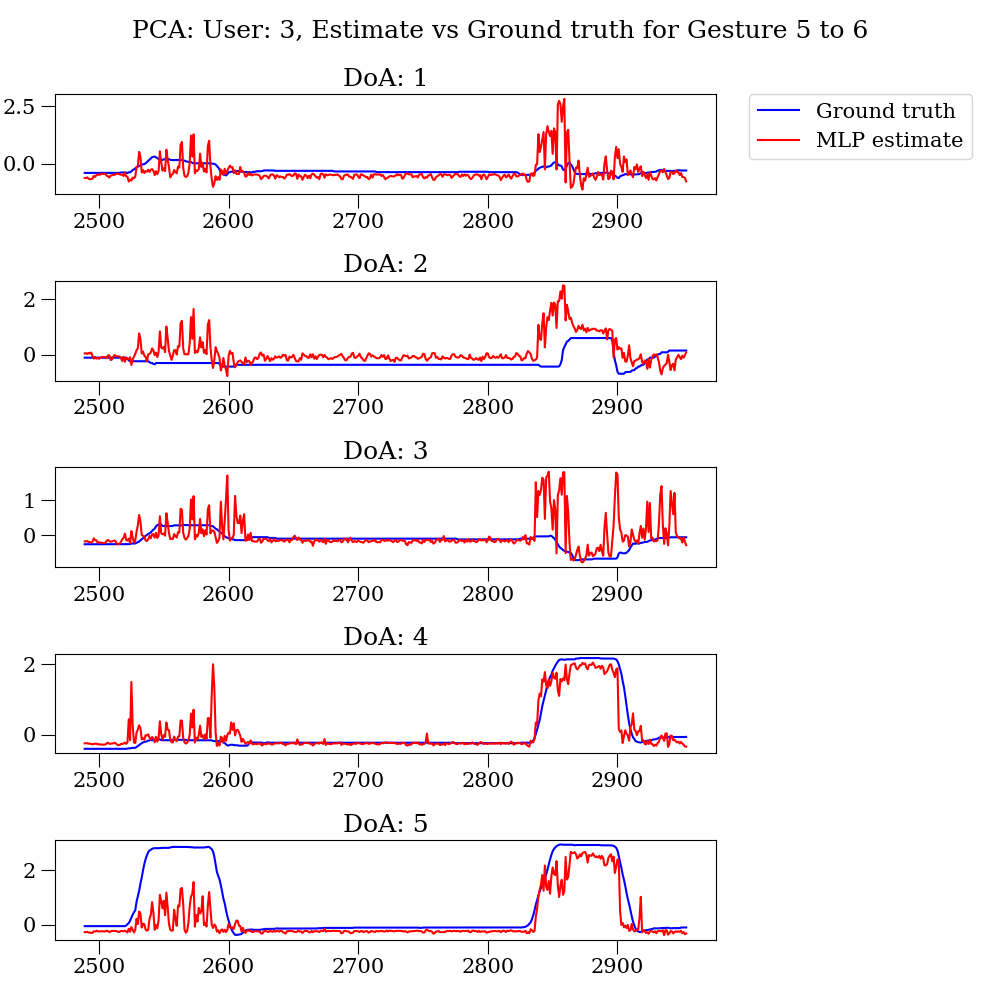 PCA: User: 3, Estimate vs Ground truth for Gesture 5 to 6
DoA: 1
2.5
0.0
2500 2600 2700 2800 2900
Ground truth
MLP estimate
DoA: 2
2
0
2500 2600 2700 2800 2900
DoA: 3
1
0
2500 2600 2700 2800 2900
DoA: 4
2
0
2500 2600 2700 2800 2900
DoA: 5
2
0
2500 2600 2700 2800 2900